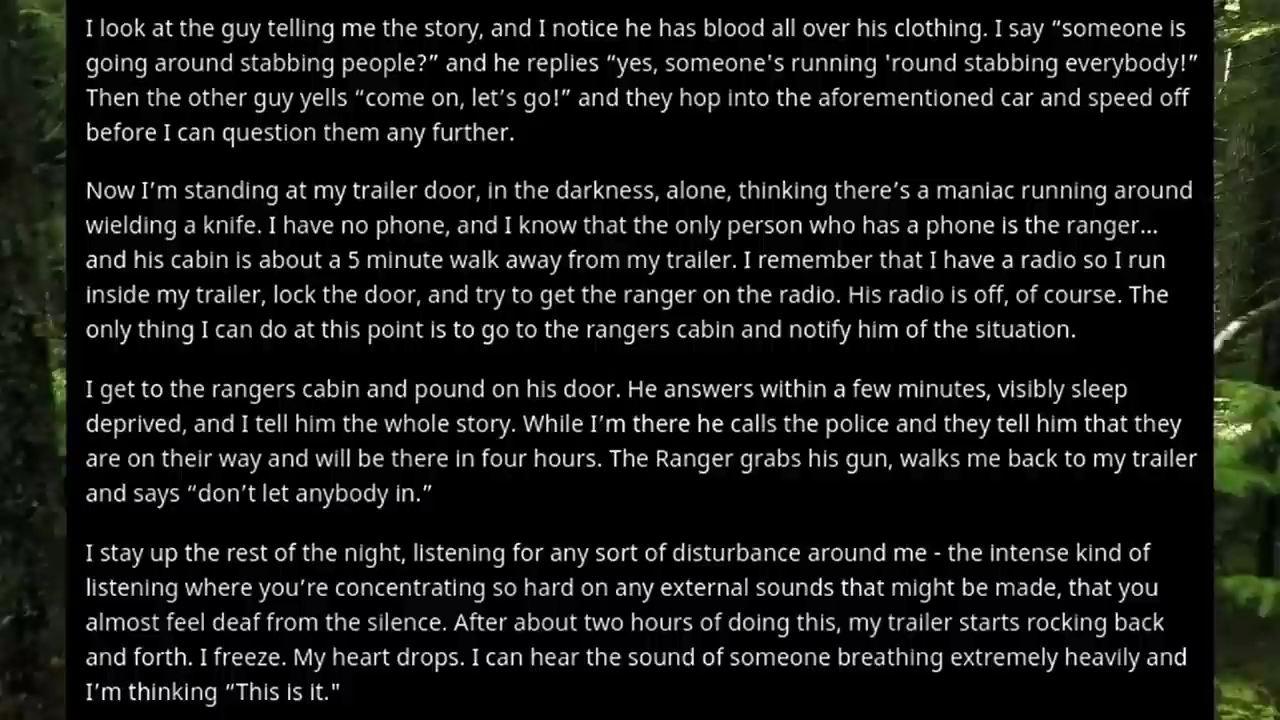 I look at the guy telling me the story, and I notice he has blood all over his clothing. I say “someone is
going around stabbing people?” and he replies “yes, someone's running 'round stabbing everybody!”
Then the other guy yells “come on, let’s go!” and they hop into the aforementioned car and speed off
before I can question them any further.
Now I’m standing at my trailer door, in the darkness, alone, thinking there’s a maniac running around
wielding a knife. I have no phone, and I know that the only person who has a phone is the ranger...
and his cabin is about a 5 minute walk away from my trailer. I remember that I have a radio so I run
inside my trailer, lock the door, and try to get the ranger on the radio. His radio is off, of course. The
only thing I can do at this point is to go to the rangers cabin and notify him of the situation.
I get to the rangers cabin and pound on his door. He answers within a few minutes, visibly sleep
deprived, and I tell him the whole story. While I’m there he calls the police and they tell him that they
are on their way and will be there in four hours. The Ranger grabs his gun, walks me back to my trailer
and says “don’t let anybody in.”
I stay up the rest of the night, listening for any sort of disturbance around me - the intense kind of
listening where you’re concentrating so hard on any external sounds that might be made, that you
almost feel deaf from the silence. After about two hours of doing this, my trailer starts rocking back
and forth. I freeze. My heart drops. I can hear the sound of someone breathing extremely heavily and
I’m thinking “This is it."